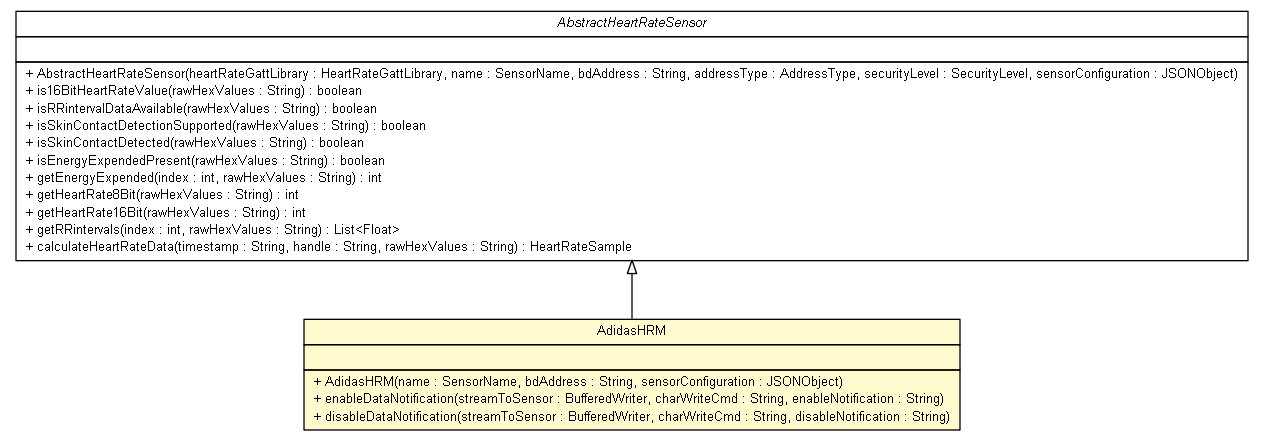 AbstractHeartRateSensor
+ AbstractHeartRateSensor(heartRateGattLibrary : HeartRateGattLibrary, name : SensorName, bdAddress : String, addressType : AddressType, securityLevel : SecurityLevel, sensorConfiguration : JSONObject)
+ is16BitHeartRateValue(rawHexValues : String) : boolean
+ isRRintervalDataAvailable(rawHexValues : String) : boolean
+ isSkinContactDetectionSupported(rawHexValues : String) : boolean
+ isSkinContactDetected(rawHexValues : String) : boolean
+ isEnergyExpendedPresent(rawHexValues : String) : boolean
+ getEnergyExpended(index : int, rawHexValues : String) : int
+ getHeartRate8Bit(rawHexValues : String) : int
+ getHeartRate16Bit(rawHexValues : String) : int
+ getRRintervals(index : int, rawHexValues : String) : List<Float>
+ calculateHeartRateData(timestamp : String, handle : String, rawHexValues : String) : HeartRateSample
AdidasHRM
+ AdidasHRM(name : SensorName, bdAddress : String, sensorConfiguration : JSONObject)
+ enableDataNotification(streamToSensor : BufferedWriter, charWriteCmd : String, enableNotification : String)
+ disableDataNotification(streamToSensor : BufferedWriter, charWriteCmd : String, disableNotification : String)